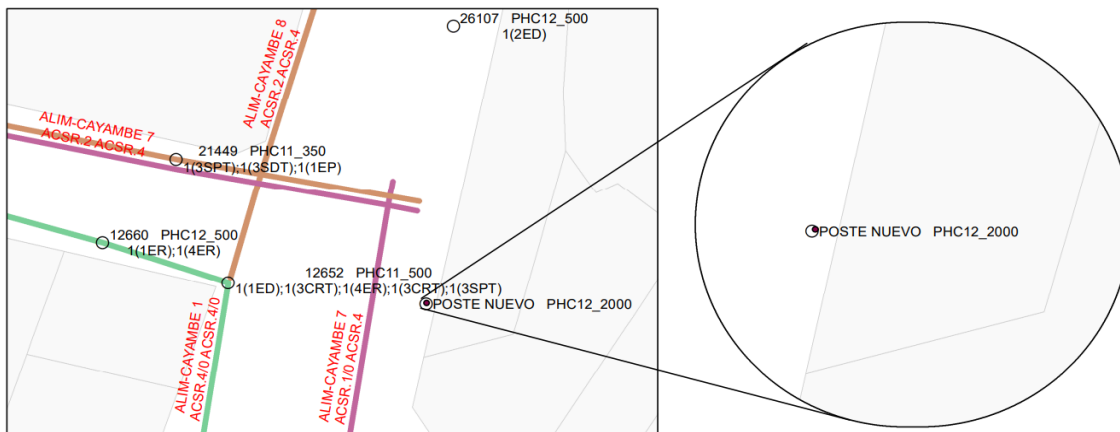 26107 PHC12_500
1(2ED)
ALIM-CAYAMBE 8
ACSR.2 ACSR.4
ALIM-CAYAMBE 7
ACSR.2 ACSR.4
21449 PHC11_350
1(3SPT);1(3SDT);1(1EP)
12660 PHC12_500
1(1ER);1(4ER)
12652 PHC11_500
1(1ED);1(3CRT);1(4ER);1(3CRT);1(3SPT)
POSTE NUEVO PHC12_2000
ALIM-CAYAMBE 1
ACSR.4/0 ACSR.4/0
ALIM-CAYAMBE 7
ACSR.1/0 ACSR.4
POSTE NUEVO PHC12_2000